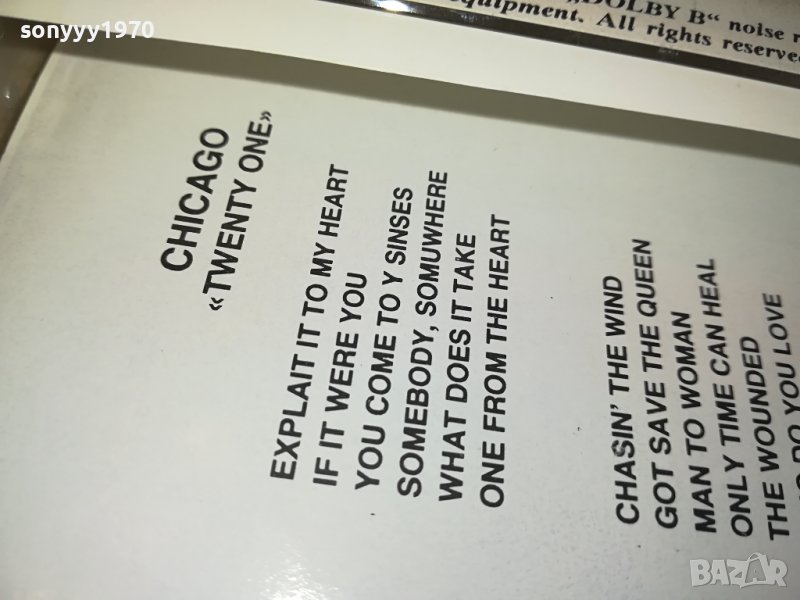 sonyyy1970
„DOLBY B“ noise
equipment. All rights reserved
CHICAGO
«TWENTY ONE»
EXPLAIT IT TO MY HEART
IF IT WERE YOU
YOU COME TO Y SINSES
SOMEBODY, SOMUWHERE
WHAT DOES IT TAKE
ONE FROM THE HEART
CHASIN' THE WIND
GOT SAVE THE QUEEN
MAN TO WOMAN
ONLY TIME CAN HEAL
THE WOUNDED
DO YOU LOVE
BAZAR